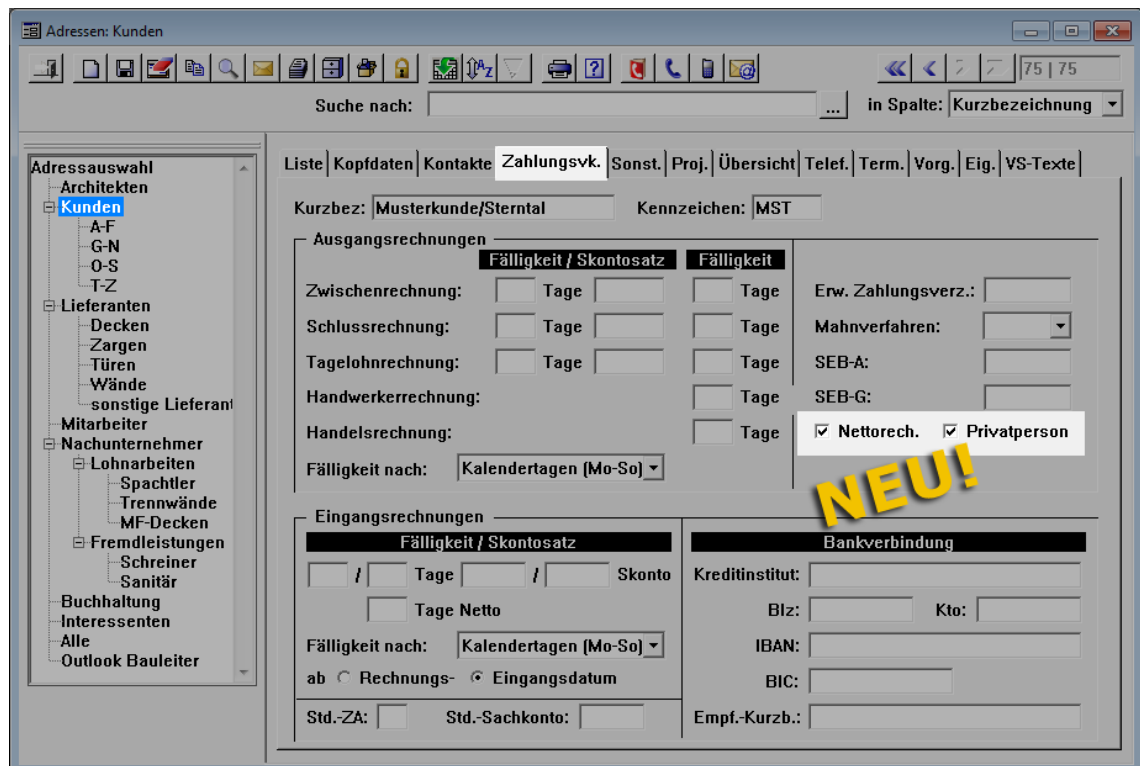 Adressen: Kunden
75 | 75
Suche nach: ... in Spalte: Kurzbezeichnung
Adressauswahl
Architekten
Kunden
A-F
G-N
O-S
T-Z
Lieferanten
Decken
Zargen
Türen
Wände
sonstige Lieferant
Mitarbeiter
Nachunternehmer
Lohnarbeiten
Spachtler
Trennwände
MF-Decken
Fremdleistungen
Schreiner
Sanitär
Buchhaltung
Interessenten
Alle
Outlook Bauleiter
Liste Kopfdaten Kontakte Zahlungsvk. Sonst. Proj. Übersicht Telef. Term. Vorg. Eig. VS-Texte
Kurzbez: Musterkunde/Sterntal Kennzeichen: MST
Ausgangsrechnungen
Fälligkeit / Skontosatz Fälligkeit
Zwischenrechnung: Tage Tage Erw. Zahlungsverz.:
Schlussrechnung: Tage Tage Mahnverfahren:
Tagelohnrechnung: Tage Tage SEB-A:
Handwerkerrechnung: Tage SEB-G:
Handelsrechnung: Tage Nettorech. Privatperson
Fälligkeit nach: Kalendertagen (Mo-So)
NEU!
Eingangsrechnungen
Fälligkeit / Skontosatz Bankverbindung
/ Tage / Skonto Kreditinstitut:
Tage Netto Blz: Kto:
Fälligkeit nach: Kalendertagen (Mo-So) IBAN:
ab Rechnungs- Eingangsdatum BIC:
Std.-ZA: Std.-Sachkonto: Empf.-Kurzb.: